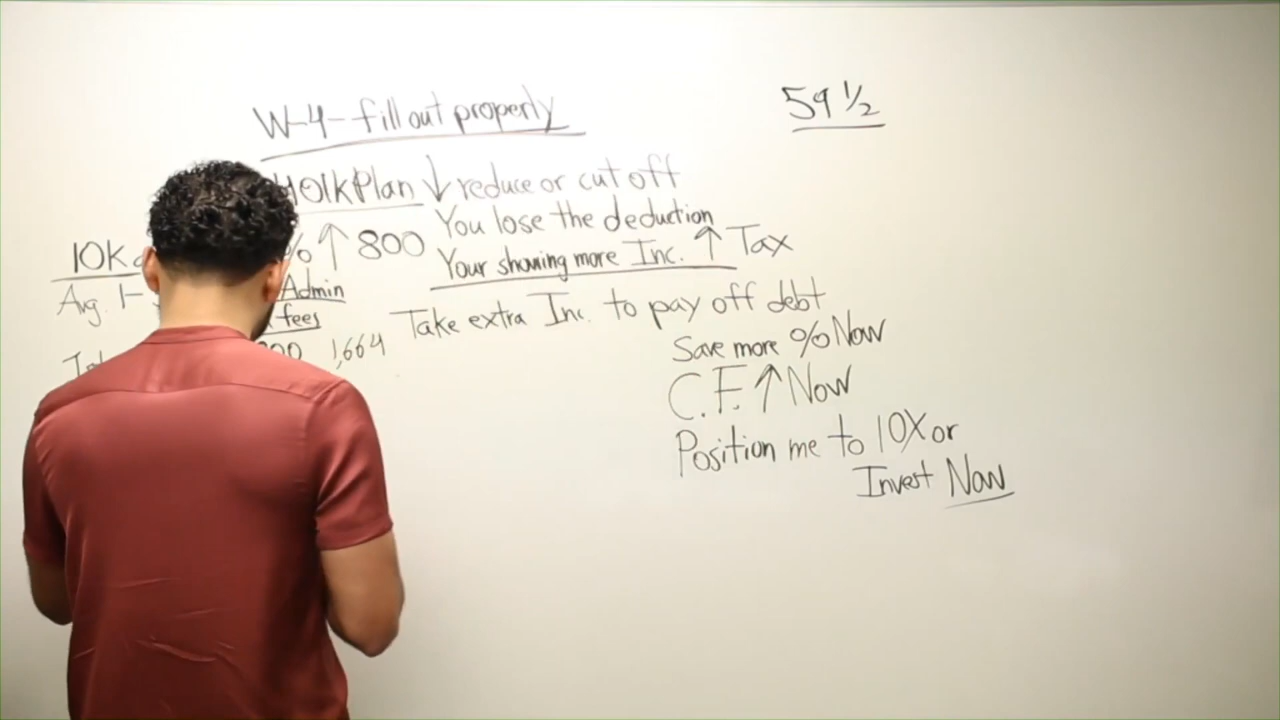 W-4 - fill out properly
59 1/2
401k Plan ↓ reduce or cut off
You lose the deduction
10K % ↑ 800
Your showing more Inc. ↑ Tax
Avg. 1- Admin
fees
Take extra Inc. to pay off debt
1,664
Save more % Now
C.F. ↑ Now
Position me to 10X or
Invest Now